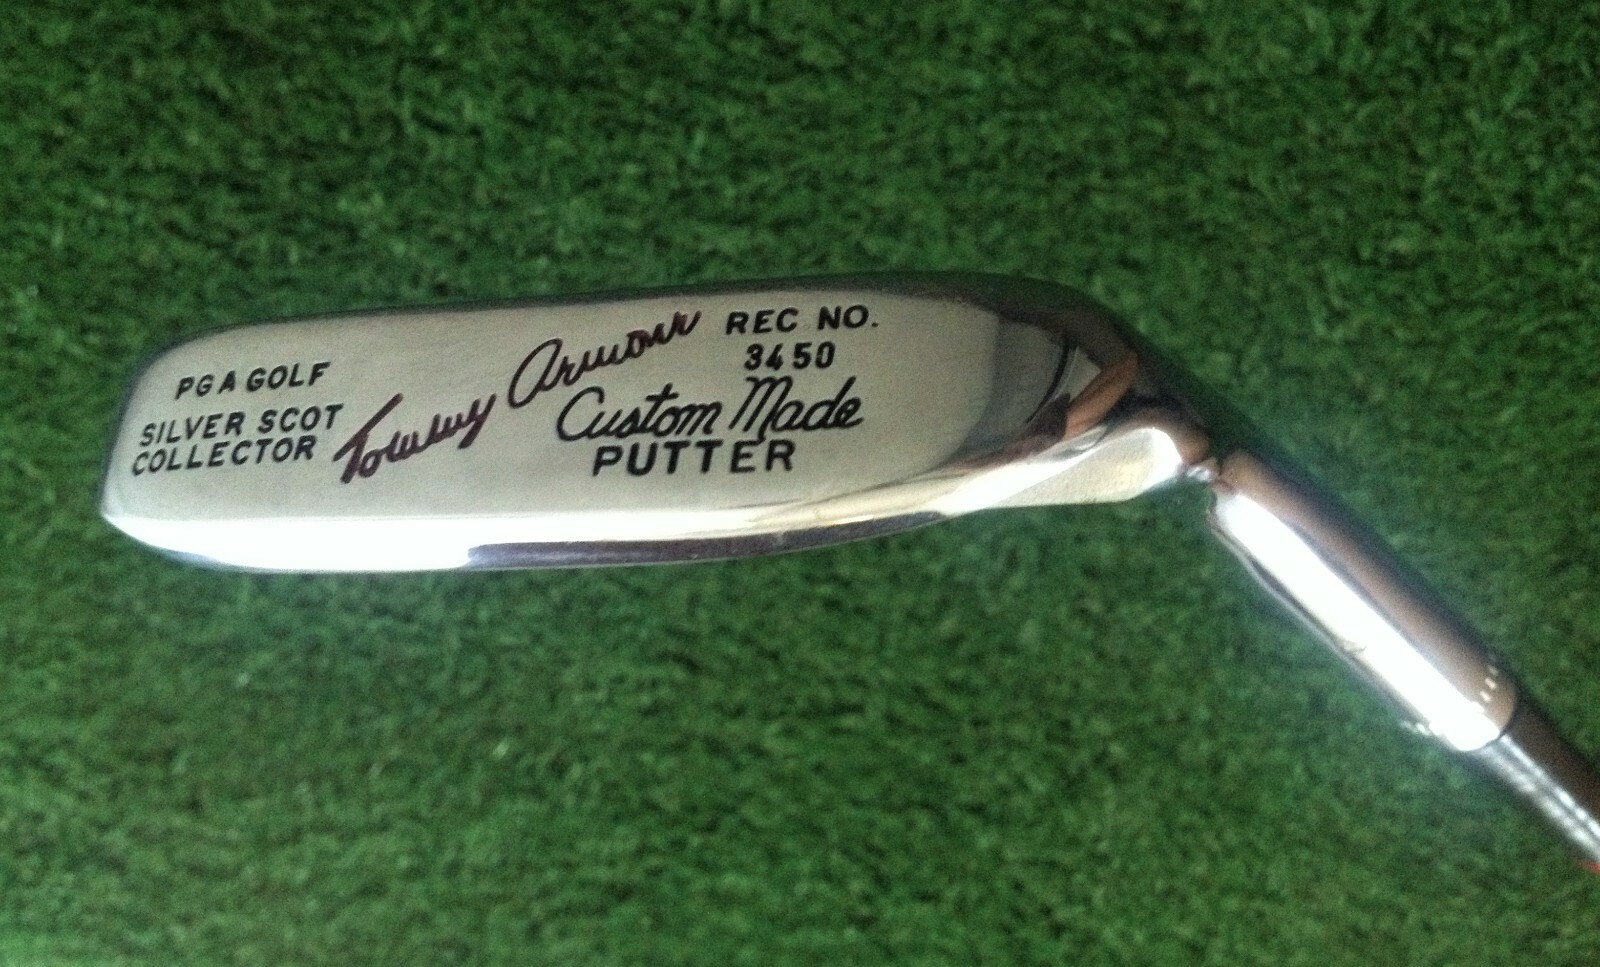 PGA GOLF
SILVER SCOT
COLLECTOR
Tommy Armour
REC NO.
3450
Custom Made
PUTTER